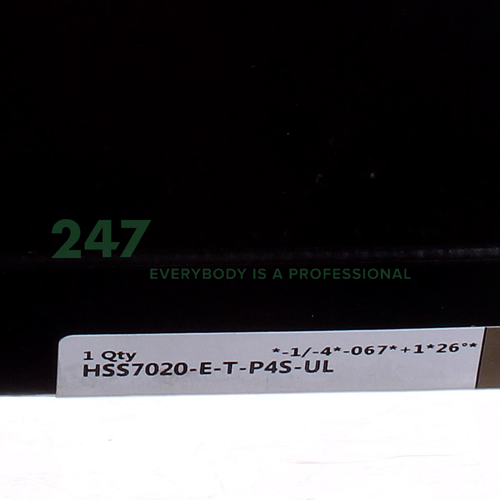 247
EVERYBODY IS A PROFESSIONAL
1 Qty *-1/-4*-067*+1*26°*
HSS7020-E-T-P4S-UL